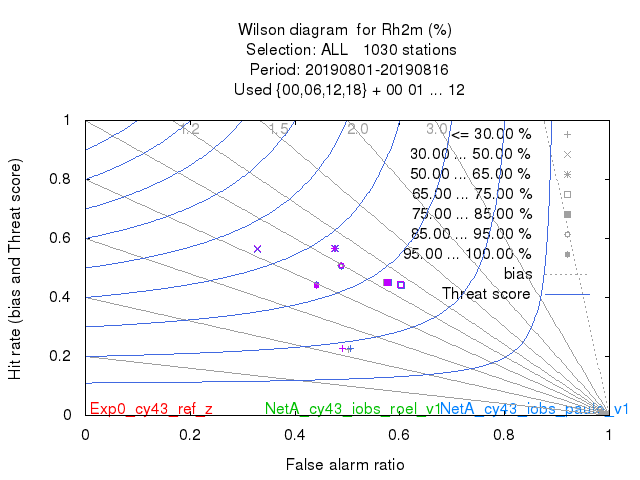 Wilson diagram for Rh2m (%)
Selection: ALL 1030 stations
Period: 20190801-20190816
Used {00,06,12,18} + 00 01 ... 12
Hit rate (bias and Threat score)
1
0.8
0.6
0.4
0.2
0
1.2 1.5 2.0 3.0
<= 30.00 %
30.00 ... 50.00 %
50.00 ... 65.00 %
65.00 ... 75.00 %
75.00 ... 85.00 %
85.00 ... 95.00 %
95.00 ... 100.00 %
bias
Threat score
Exp0_cy43_ref_z NetA_cy43_iobs_roel_v1 NetA_cy43_iobs_paulo_v1
0 0.2 0.4 0.6 0.8 1
False alarm ratio